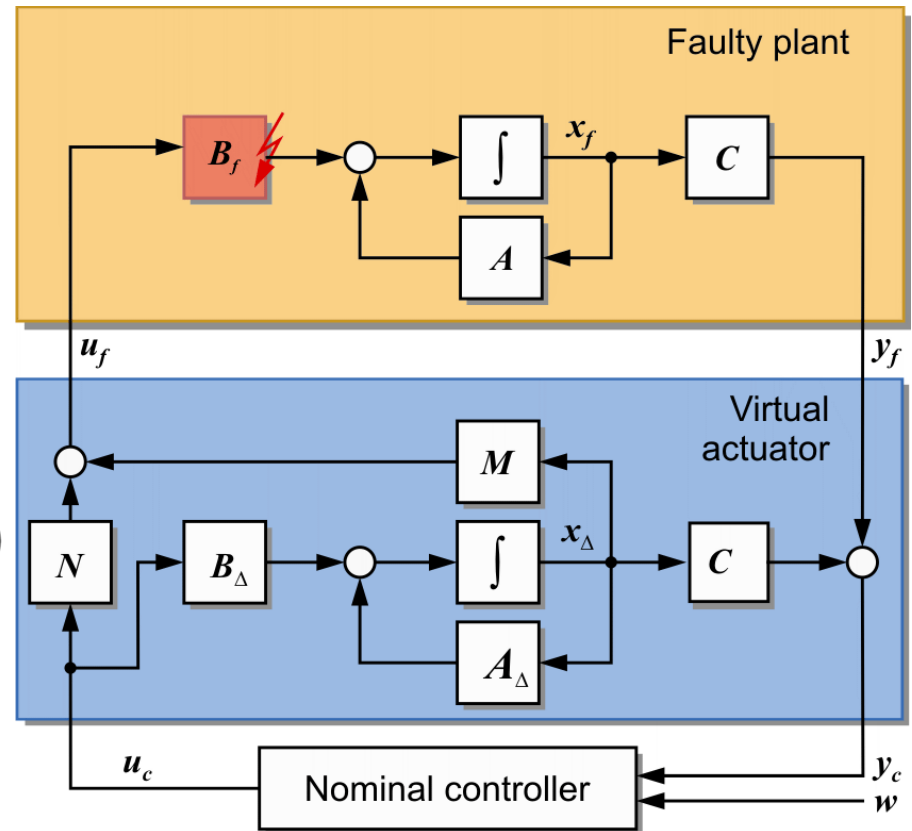 Faulty plant
B_f
∫
x_f
C
A
u_f
y_f
Virtual
actuator
M
N
B_Δ
∫
x_Δ
C
A_Δ
u_c
Nominal controller
y_c
w
)